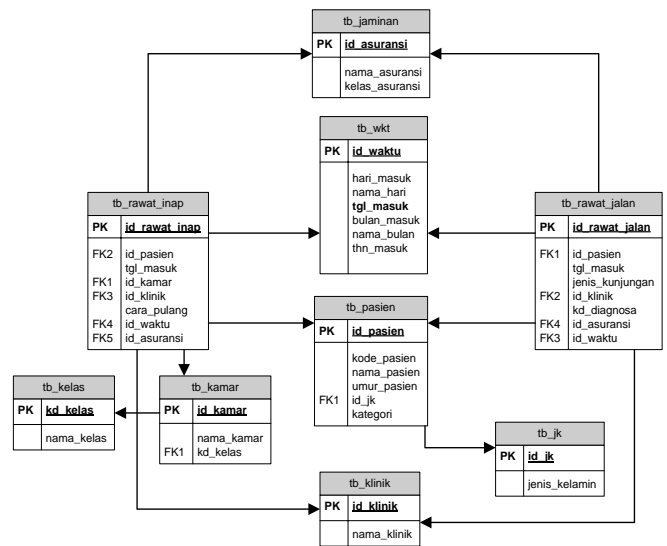 tb_jaminan
PK id_asuransi
nama_asuransi
kelas_asuransi
tb_wkt
PK id_waktu
hari_masuk
nama_hari
tgl_masuk
bulan_masuk
nama_bulan
thn_masuk
tb_rawat_inap
PK id_rawat_inap
FK2 id_pasien
tgl_masuk
FK1 id_kamar
FK3 id_klinik
cara_pulang
FK4 id_waktu
FK5 id_asuransi
tb_rawat_jalan
PK id_rawat_jalan
FK1 id_pasien
tgl_masuk
jenis_kunjungan
FK2 id_klinik
kd_diagnosa
FK4 id_asuransi
FK3 id_waktu
tb_pasien
PK id_pasien
kode_pasien
nama_pasien
umur_pasien
FK1 id_jk
kategori
tb_kelas
PK kd_kelas
nama_kelas
tb_kamar
PK id_kamar
nama_kamar
FK1 kd_kelas
tb_jk
PK id_jk
jenis_kelamin
tb_klinik
PK id_klinik
nama_klinik